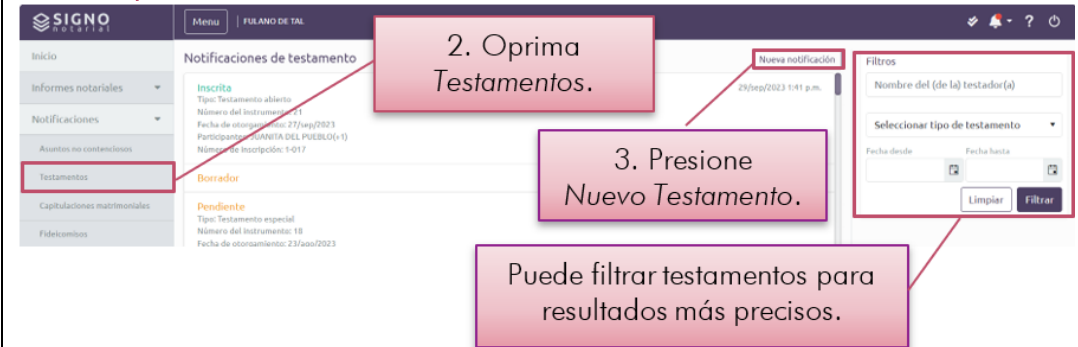 SIGNO
notarial
Menu
FULANO DE TAL
?
Inicio
Informes notariales
Notificaciones
Asuntos no contenciosos
Testamentos
Capitulaciones matrimoniales
Fideicomisos
Notificaciones de testamento
Nueva notificación
Inscrita
29/sep/2023 1:41 p.m.
Tipo: Testamento abierto
Número del instrumento: 21
Fecha de otorgamiento: 27/sep/2023
Participantes: JUANITA DEL PUEBLO(+1)
Número de inscripción: 1-017
Borrador
Pendiente
Tipo: Testamento especial
Número del instrumento: 18
Fecha de otorgamiento: 23/ago/2023
Filtros
Nombre del (de la) testador(a)
Seleccionar tipo de testamento
Fecha desde Fecha hasta
Limpiar Filtrar
2. Oprima
Testamentos.
3. Presione
Nuevo Testamento.
Puede filtrar testamentos para
resultados más precisos.